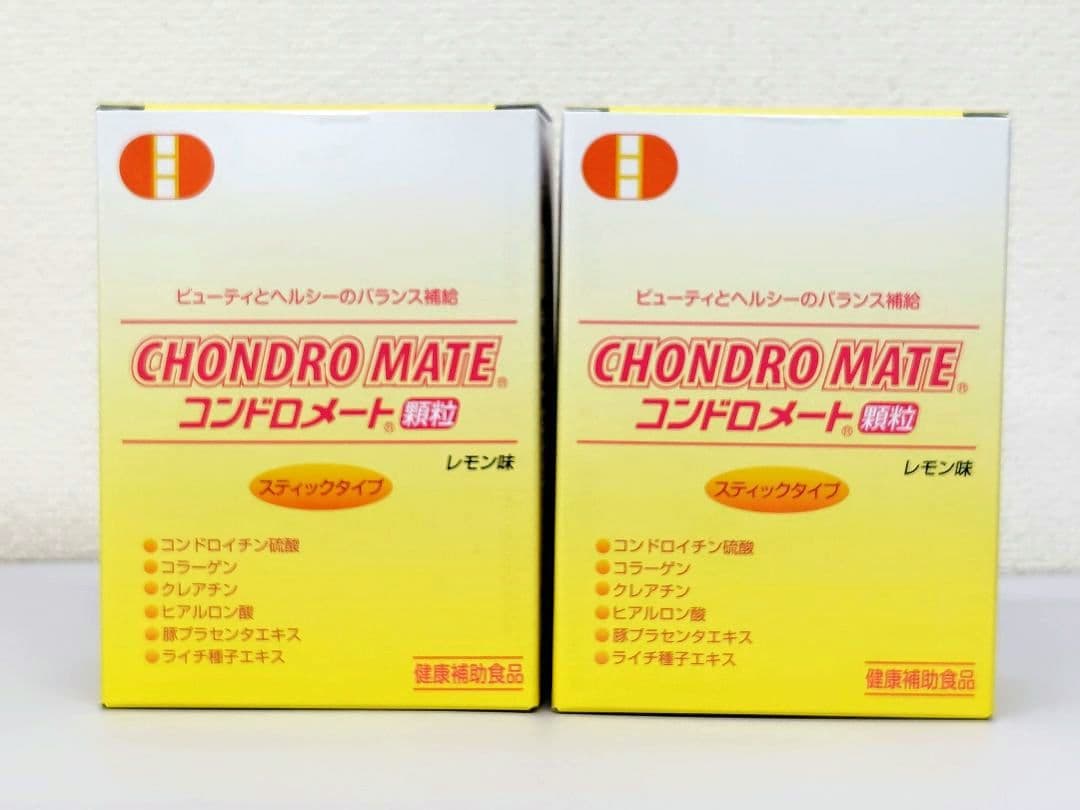 ビューティとヘルシーのバランス補給
CHONDRO MATE®
コンドロメート® 顆粒
レモン味
スティックタイプ
●コンドロイチン硫酸
●コラーゲン
●クレアチン
●ヒアルロン酸
●豚プラセンタエキス
●ライチ種子エキス
健康補助食品
ビューティとヘルシーのバランス補給
CHONDRO MATE®
コンドロメート® 顆粒
レモン味
スティックタイプ
●コンドロイチン硫酸
●コラーゲン
●クレアチン
●ヒアルロン酸
●豚プラセンタエキス
●ライチ種子エキス
健康補助食品